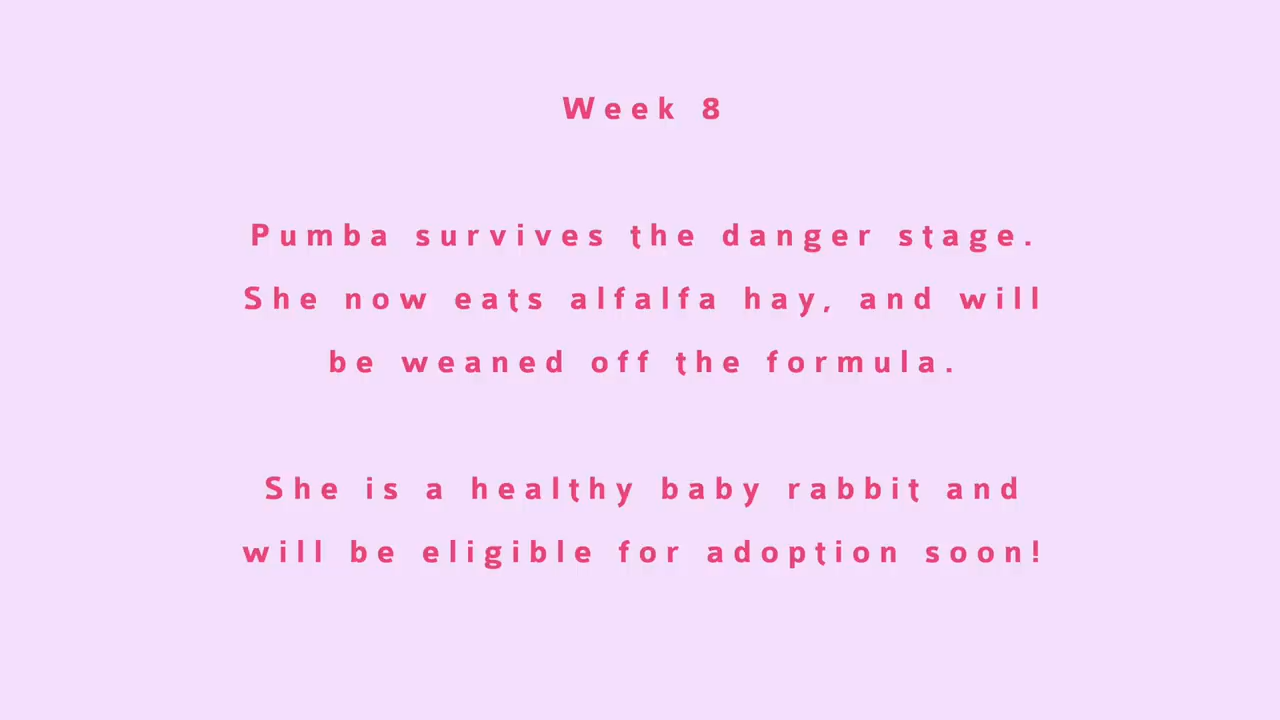 Week 8
Pumba survives the danger stage.
She now eats alfalfa hay, and will
be weaned off the formula.
She is a healthy baby rabbit and
will be eligible for adoption soon!